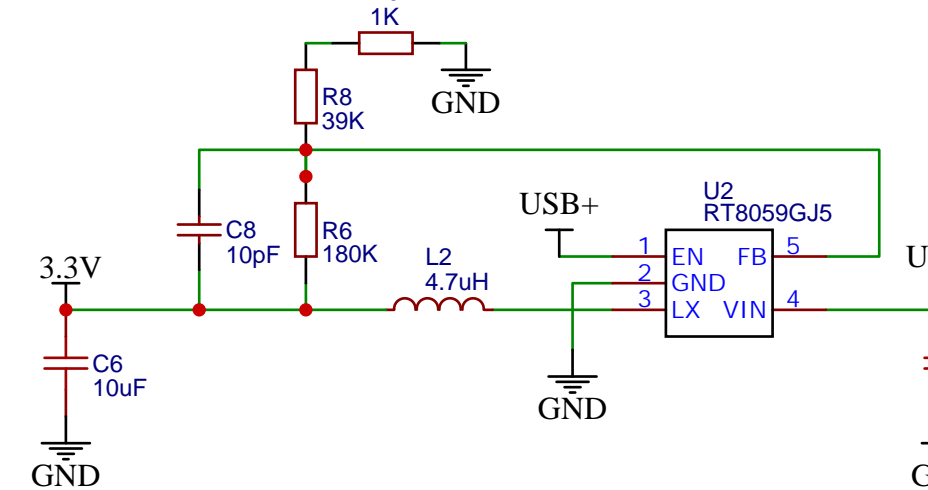 1K
R8
39K
GND
C8
10pF
R6
180K
USB+
U2
RT8059GJ5
1
EN
FB
5
2
GND
3
LX
VIN
4
L2
4.7uH
3.3V
U
C6
10uF
GND
GND
G